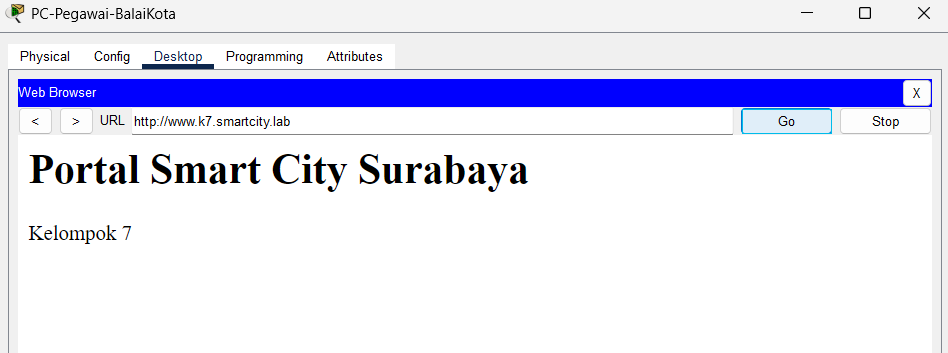 PC-Pegawai-BalaiKota
Physical Config Desktop Programming Attributes
Web Browser X
< > URL http://www.k7.smartcity.lab Go Stop
Portal Smart City Surabaya
Kelompok 7